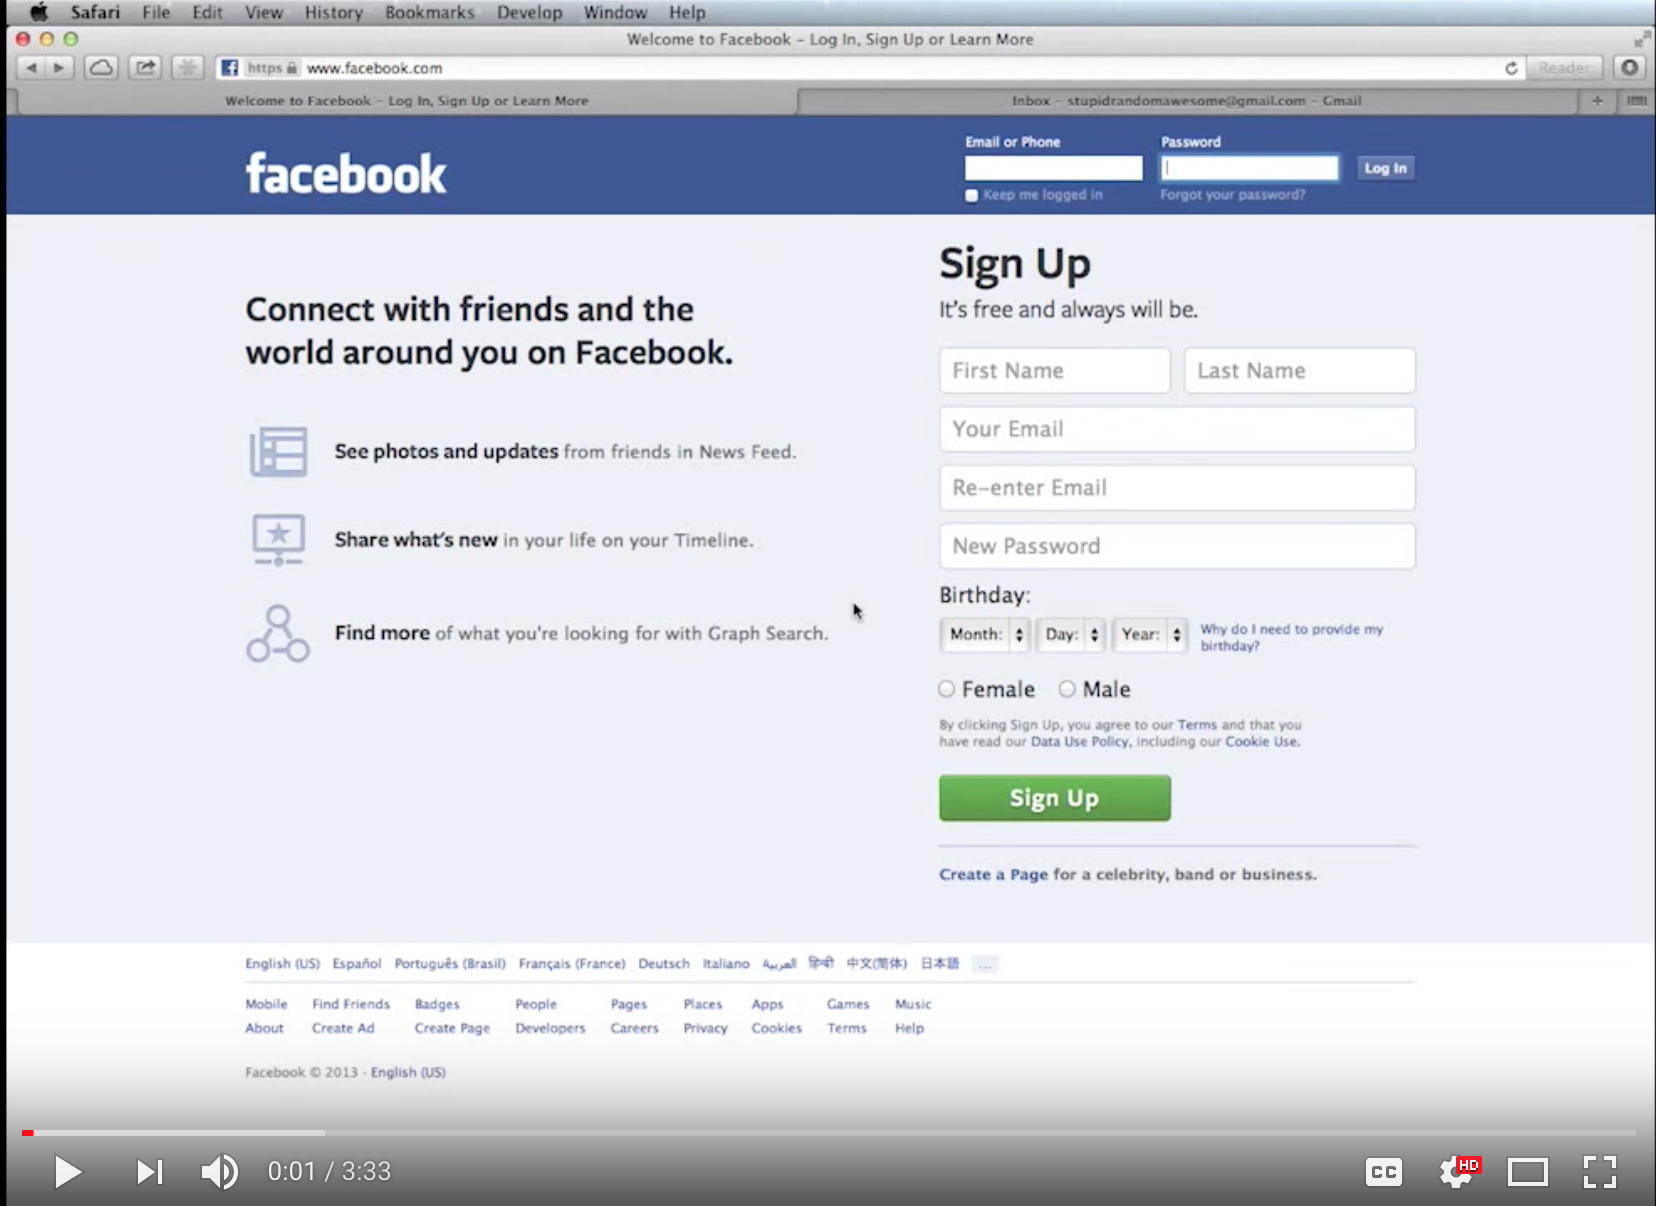 Safari File Edit View History Bookmarks Develop Window Help
Welcome to Facebook – Log In, Sign Up or Learn More
https www.facebook.com Reader
Welcome to Facebook – Log In, Sign Up or Learn More
Inbox – stupidrandomawesome@gmail.com – Gmail
facebook
Email or Phone
Password
Log In
Keep me logged in
Forgot your password?
Connect with friends and the
world around you on Facebook.
See photos and updates from friends in News Feed.
Share what's new in your life on your Timeline.
Find more of what you're looking for with Graph Search.
Sign Up
It's free and always will be.
First Name
Last Name
Your Email
Re-enter Email
New Password
Birthday:
Month: Day: Year:
Why do I need to provide my
birthday?
Female Male
By clicking Sign Up, you agree to our Terms and that you
have read our Data Use Policy, including our Cookie Use.
Sign Up
Create a Page for a celebrity, band or business.
English (US) Español Português (Brasil) Français (France) Deutsch Italiano العربية हिन्दी 中文(简体) 日本語 ...
Mobile Find Friends Badges People Pages Places Apps Games Music
About Create Ad Create Page Developers Careers Privacy Cookies Terms Help
Facebook © 2013 · English (US)
0:01 / 3:33
CC
HD